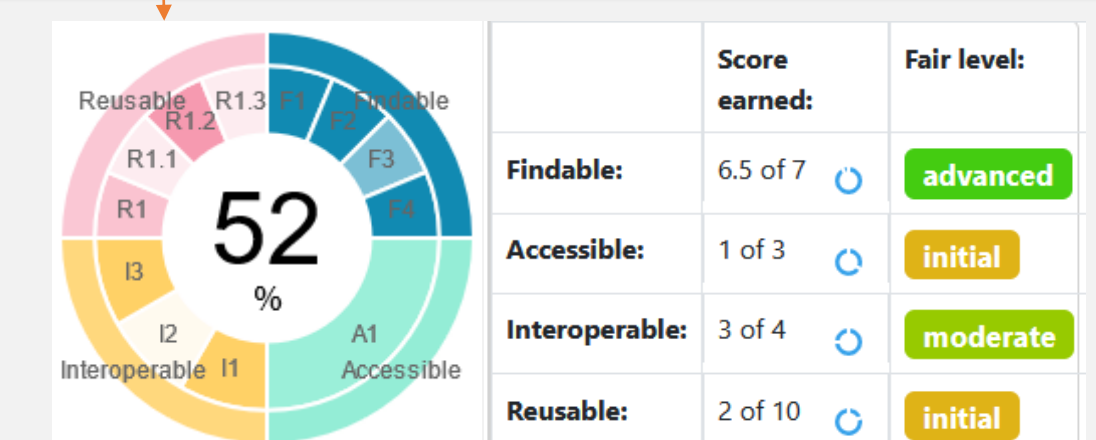 Reusable
R1.3
F1
Findable
R1.2
F2
R1.1
F3
R1
F4
52
%
I3
I2
A1
Interoperable
I1
Accessible
Score earned:
Fair level:
Findable:
6.5 of 7
advanced
Accessible:
1 of 3
initial
Interoperable:
3 of 4
moderate
Reusable:
2 of 10
initial